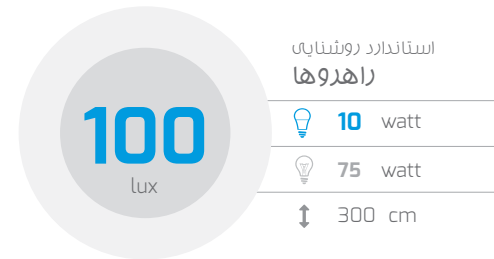 استاندارد روشنایی
راهروها
100
lux
10 watt
75 watt
300 cm